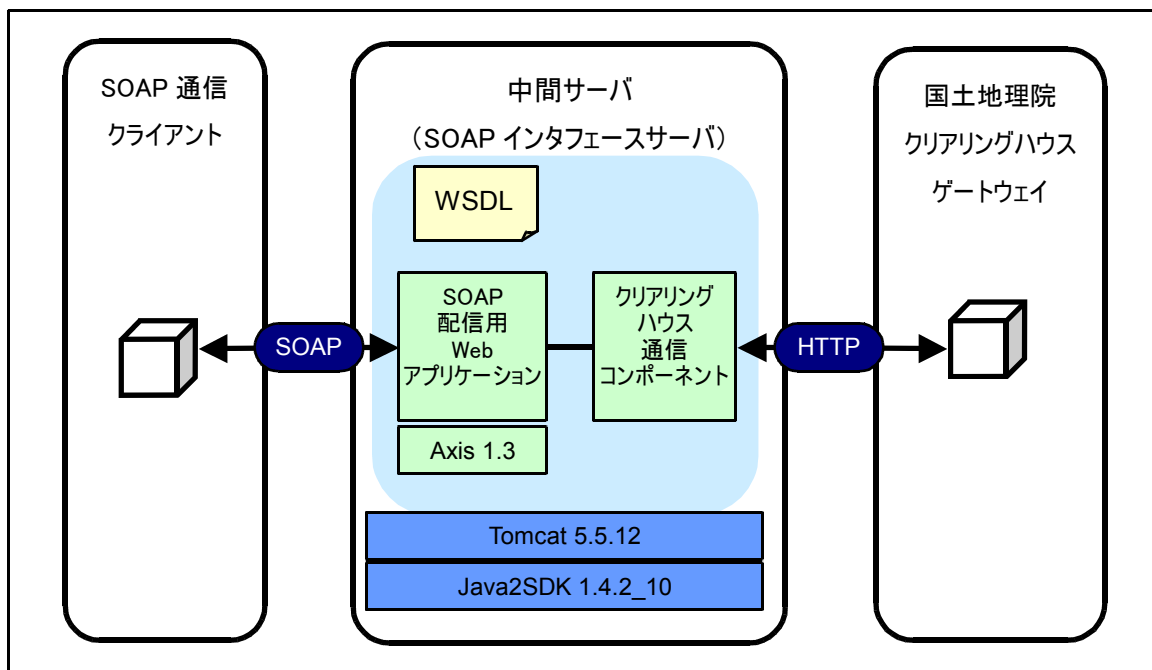 SOAP 通信
クライアント
中間サーバ
（SOAP インタフェースサーバ）
国土地理院
クリアリングハウス
ゲートウェイ
WSDL
SOAP
SOAP
配信用
Web
アプリケーション
クリアリング
ハウス
通信
コンポーネント
HTTP
Axis 1.3
Tomcat 5.5.12
Java2SDK 1.4.2_10